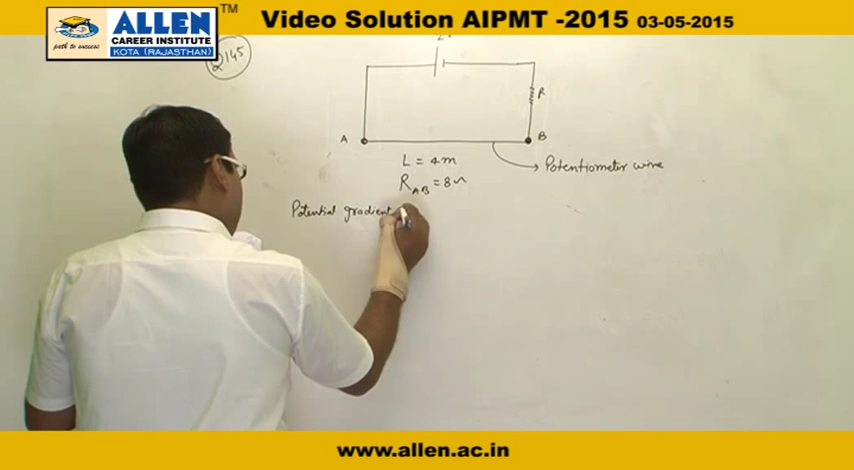 TM
ALLEN
CAREER INSTITUTE
KOTA (RAJASTHAN)
path to success
Video Solution AIPMT -2015 03-05-2015
Q145
R
A
B
L = 4m
Potentiometer wire
R_AB = 8Ω
Potential gradient
www.allen.ac.in